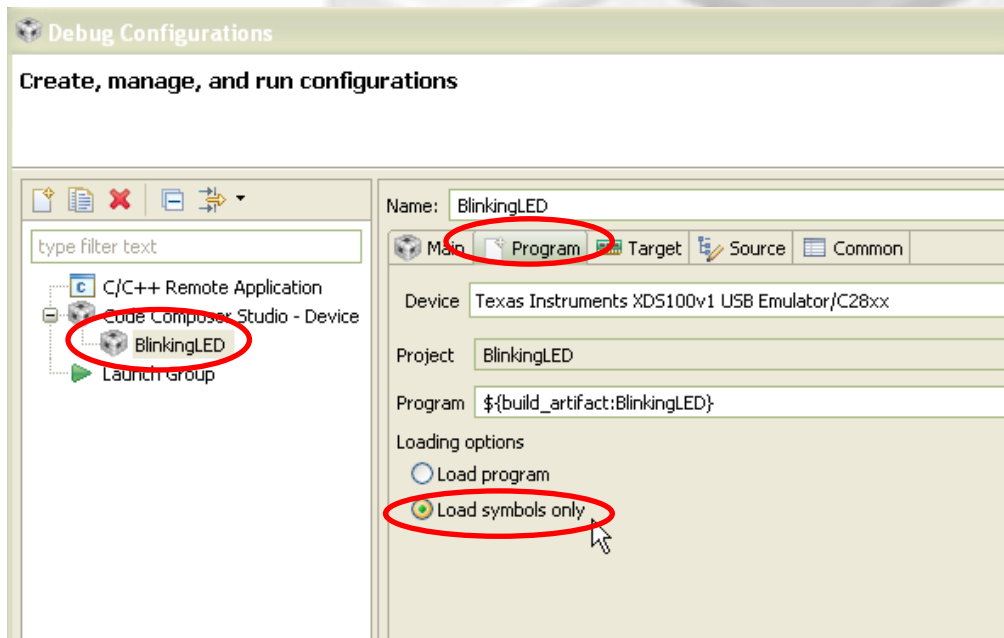 Debug Configurations
Create, manage, and run configurations
type filter text
C/C++ Remote Application
Code Composer Studio - Device
BlinkingLED
Launch Group
Name: BlinkingLED
Main Program Target Source Common
Device Texas Instruments XDS100v1 USB Emulator/C28xx
Project BlinkingLED
Program ${build_artifact:BlinkingLED}
Loading options
Load program
Load symbols only